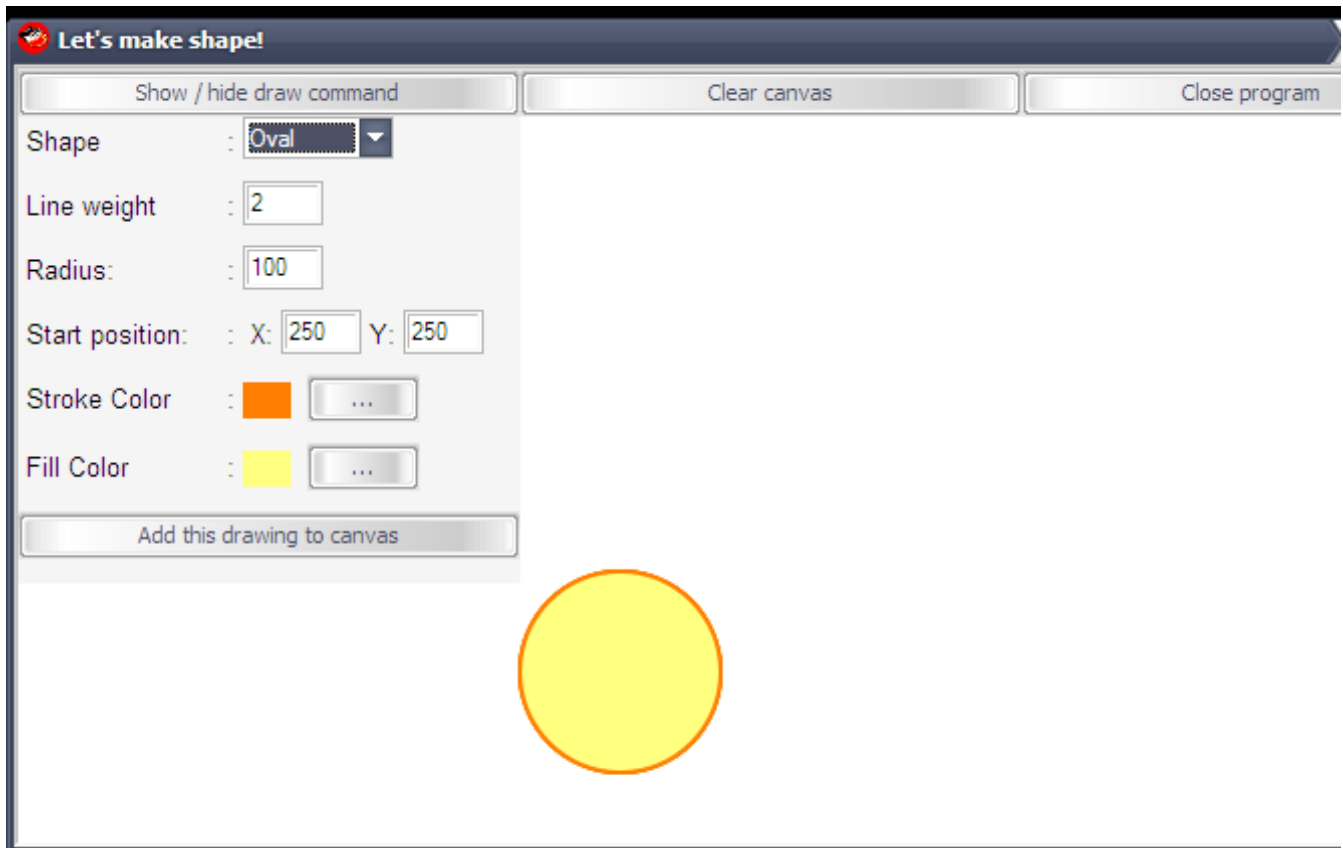 Let's make shape!
Show / hide draw command Clear canvas Close program
Shape : Oval
Line weight : 2
Radius: : 100
Start position: : X: 250 Y: 250
Stroke Color : ...
Fill Color : ...
Add this drawing to canvas